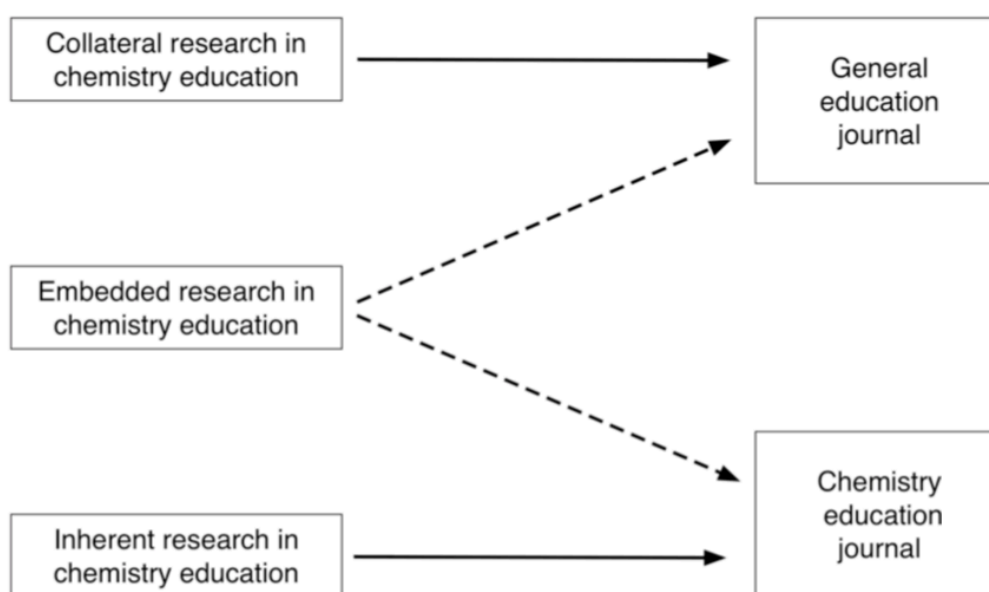 Collateral research in
chemistry education
General
education
journal
Embedded research in
chemistry education
Chemistry
education
journal
Inherent research in
chemistry education